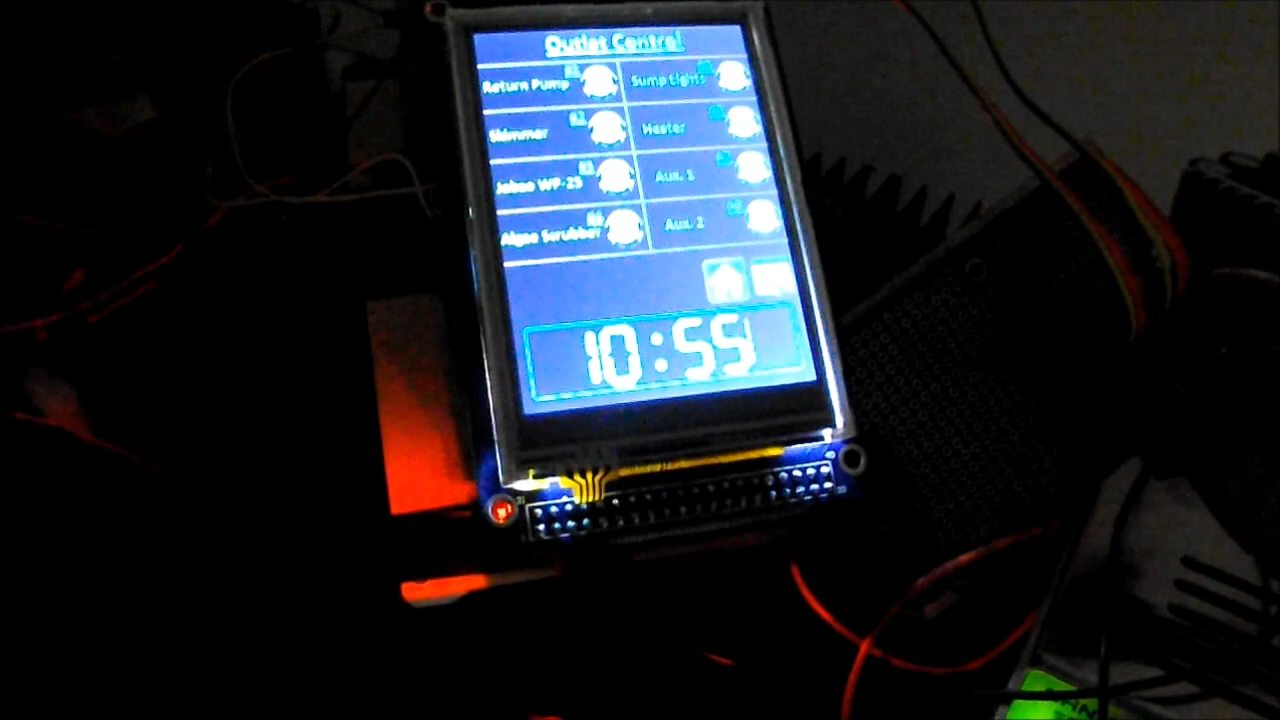 Outlet Control
Return Pump
Sump Lights
Skimmer
Heater
Jebao WP-25
Aux. 1
Algae Scrubber
Aux. 2
10:55